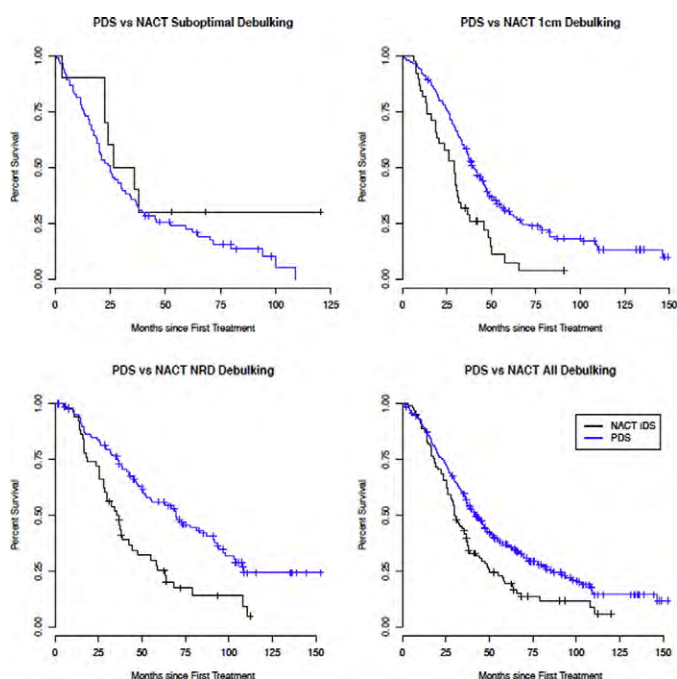 PDS vs NACT Suboptimal Debulking
Percent Survival
0.00 0.25 0.50 0.75 1.00
0 25 50 75 100 125
Months since First Treatment
PDS vs NACT 1cm Debulking
Percent Survival
0.00 0.25 0.50 0.75 1.00
0 25 50 75 100 125 150
Months since First Treatment
PDS vs NACT NRD Debulking
Percent Survival
0.00 0.25 0.50 0.75 1.00
0 25 50 75 100 125 150
Months since First Treatment
PDS vs NACT All Debulking
NACT iDS
PDS
Percent Survival
0.00 0.25 0.50 0.75 1.00
0 25 50 75 100 125 150
Months since First Treatment